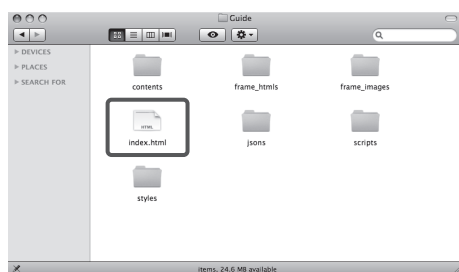 Guide
DEVICES
PLACES
SEARCH FOR
contents
frame_htmls
frame_images
HTML
index.html
jsons
scripts
styles
items, 24.6 MB available